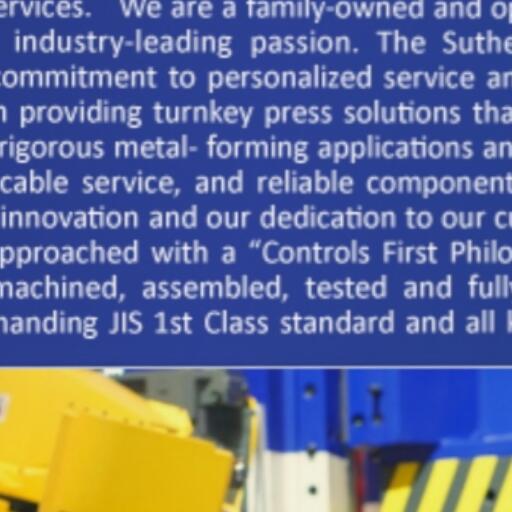 ervices. We are a family-owned and op
industry-leading passion. The Suthe
commitment to personalized service an
n providing turnkey press solutions tha
rigorous metal- forming applications an
cable service, and reliable component
innovation and our dedication to our cu
pproached with a “Controls First Philo
machined, assembled, tested and fully
manding JIS 1st Class standard and all k